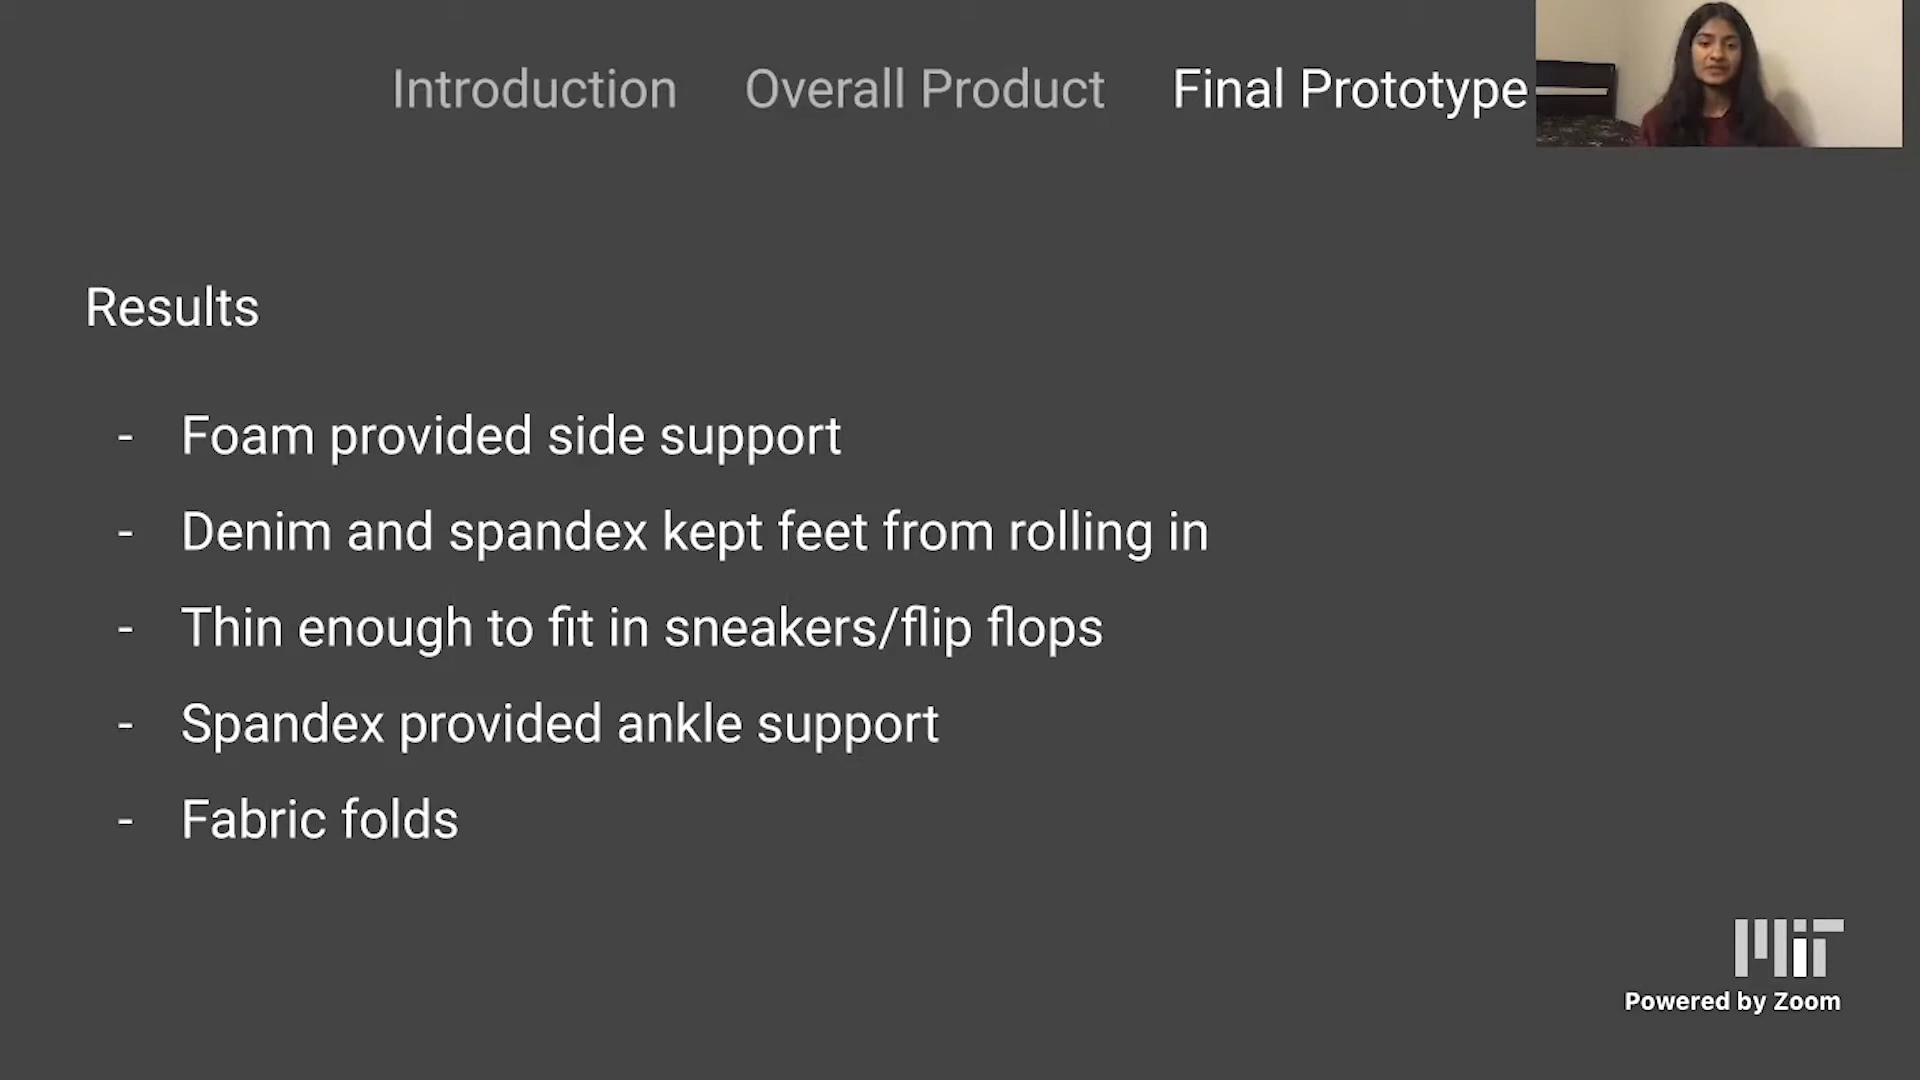 Introduction Overall Product Final Prototype
Results
- Foam provided side support
- Denim and spandex kept feet from rolling in
- Thin enough to fit in sneakers/flip flops
- Spandex provided ankle support
- Fabric folds
MIT
Powered by Zoom